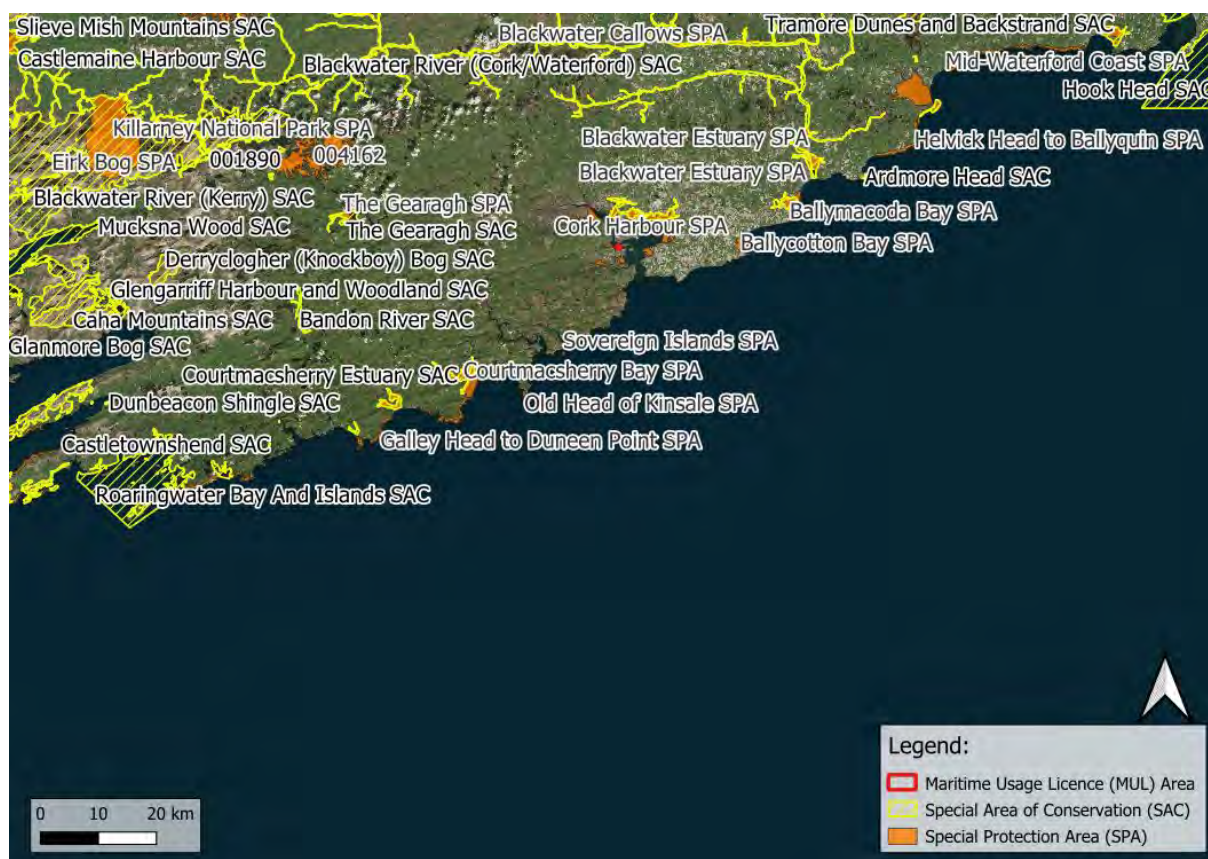 Slieve Mish Mountains SAC
Blackwater Callows SPA
Tramore Dunes and Backstrand SAC
Castlemaine Harbour SAC
Blackwater River (Cork/Waterford) SAC
Mid-Waterford Coast SPA
Hook Head SAC
Killarney National Park SPA
Blackwater Estuary SPA
Helvick Head to Ballyquin SPA
Eirk Bog SPA
001890
004162
Blackwater Estuary SPA
Ardmore Head SAC
Blackwater River (Kerry) SAC
The Gearagh SPA
Ballymacoda Bay SPA
Mucksna Wood SAC
The Gearagh SAC
Cork Harbour SPA
Ballycotton Bay SPA
Derryclogher (Knockboy) Bog SAC
Glengarriff Harbour and Woodland SAC
Caha Mountains SAC
Bandon River SAC
Glanmore Bog SAC
Sovereign Islands SPA
Courtmacsherry Estuary SAC
Courtmacsherry Bay SPA
Dunbeacon Shingle SAC
Old Head of Kinsale SPA
Castletownshend SAC
Galley Head to Duneen Point SPA
Roaringwater Bay And Islands SAC
Legend:
Maritime Usage Licence (MUL) Area
Special Area of Conservation (SAC)
Special Protection Area (SPA)
0 10 20 km